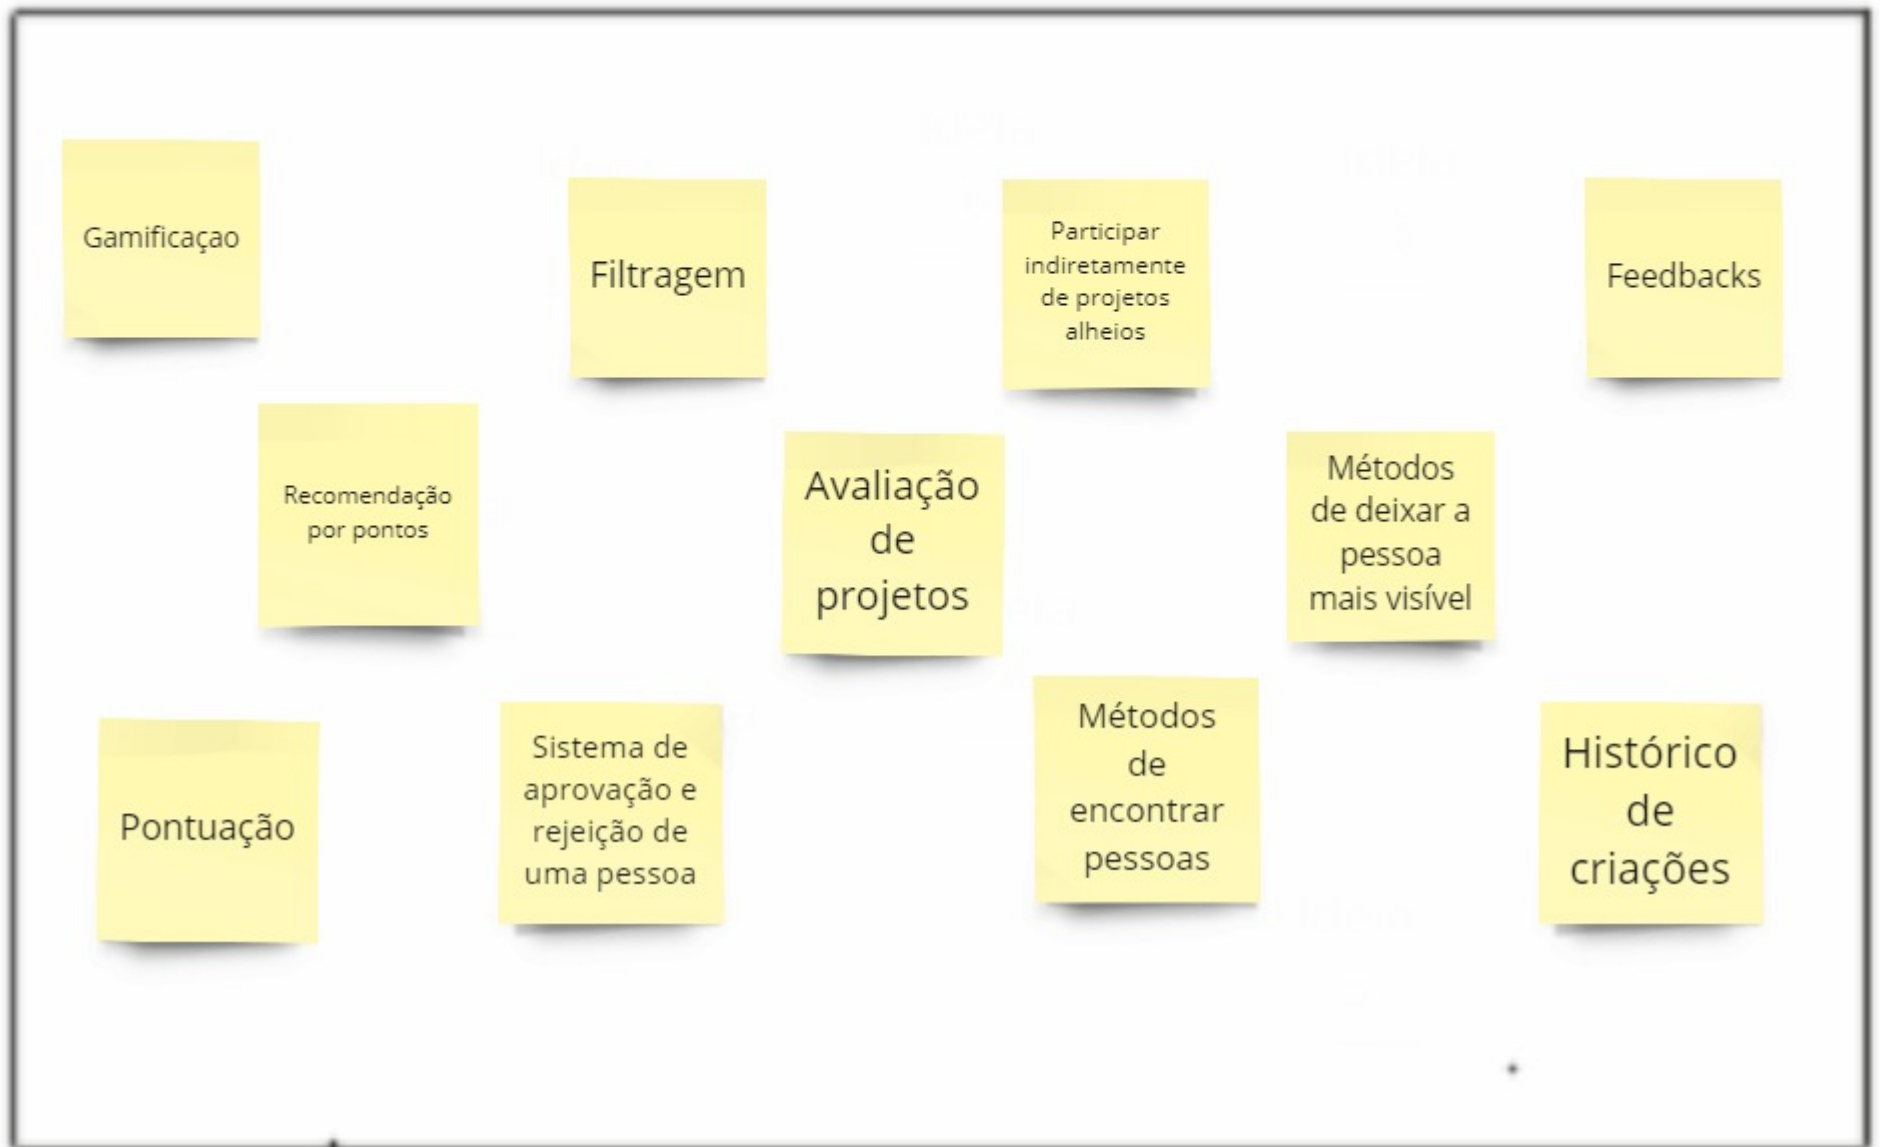 Gamificaçao
Filtragem
Participar
indiretamente
de projetos
alheios
Feedbacks
Recomendação
por pontos
Avaliação
de
projetos
Métodos
de deixar a
pessoa
mais visível
Pontuação
Sistema de
aprovação e
rejeição de
uma pessoa
Métodos
de
encontrar
pessoas
Histórico
de
criações